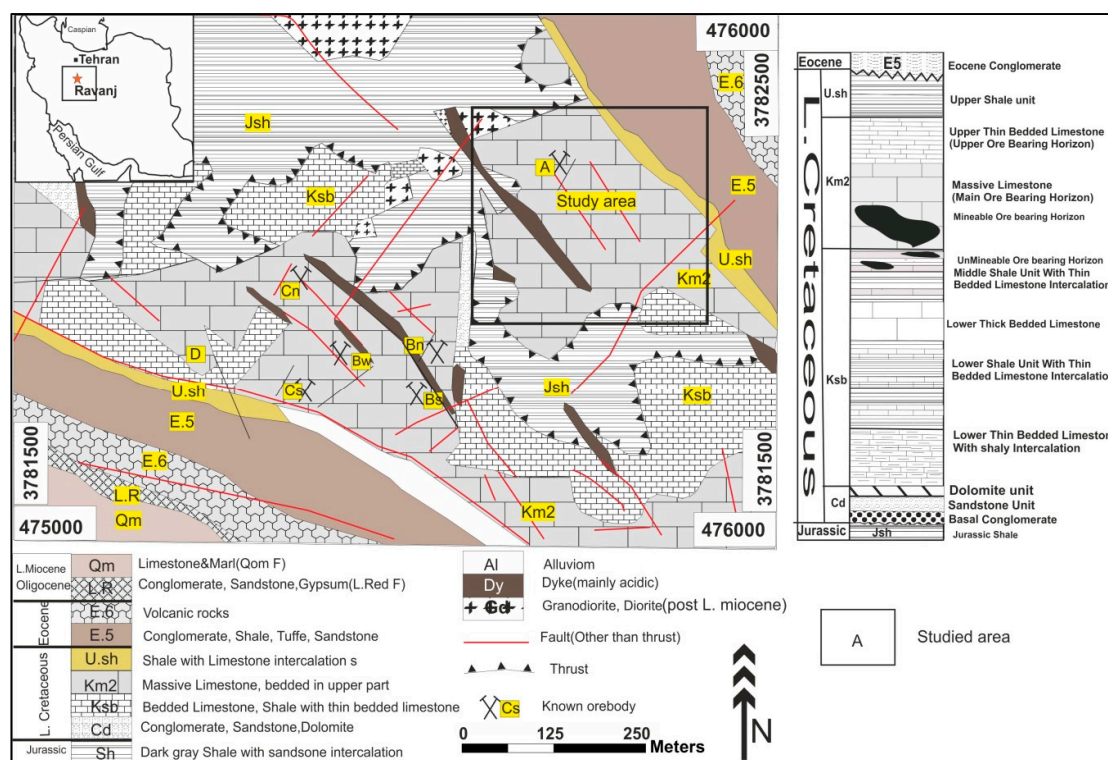 Caspian
Tehran
Ravanj
Persian Gulf
476000
3782500
E.6
Jsh
A
Study area
Ksb
E.5
U.sh
Km2
Cn
Bn
Bw
D
Cs
Bs
U.sh
Jsh
Ksb
E.5
E.6
3781500
3781500
L.R
Qm
Km2
475000
476000
Eocene
E5
Eocene Conglomerate
U.sh
Upper Shale unit
Upper Thin Bedded Limestone
(Upper Ore Bearing Horizon)
Km2
Massive Limestone
(Main Ore Bearing Horizon)
Mineable Ore bearing Horizon
L.Cretaceous
UnMineable Ore bearing Horizon
Middle Shale Unit With Thin
Bedded Limestone Intercalation
Lower Thick Bedded Limestone
Ksb
Lower Shale Unit With Thin
Bedded Limestone Intercalatio
Lower Thin Bedded Limeston
With shaly Intercalation
Dolomite unit
Cd
Sandstone Unit
Basal Conglomerate
Jurassic
Jsh
Jurassic Shale
L.Miocene
Qm
Limestone&Marl(Qom F)
Oligocene
L.R
Conglomerate, Sandstone,Gypsum(L.Red F)
Eocene
E.6
Volcanic rocks
E.5
Conglomerate, Shale, Tuffe, Sandstone
L. Cretaceous
U.sh
Shale with Limestone intercalation s
Km2
Massive Limestone, bedded in upper part
Ksb
Bedded Limestone, Shale with thin bedded limestone
Cd
Conglomerate, Sandstone,Dolomite
Jurassic
Sh
Dark gray Shale with sandsone intercalation
Al
Alluviom
Dy
Dyke(mainly acidic)
Gd
Granodiorite, Diorite(post L. miocene)
Fault(Other than thrust)
Thrust
Cs
Known orebody
0 125 250
Meters
N
A
Studied area